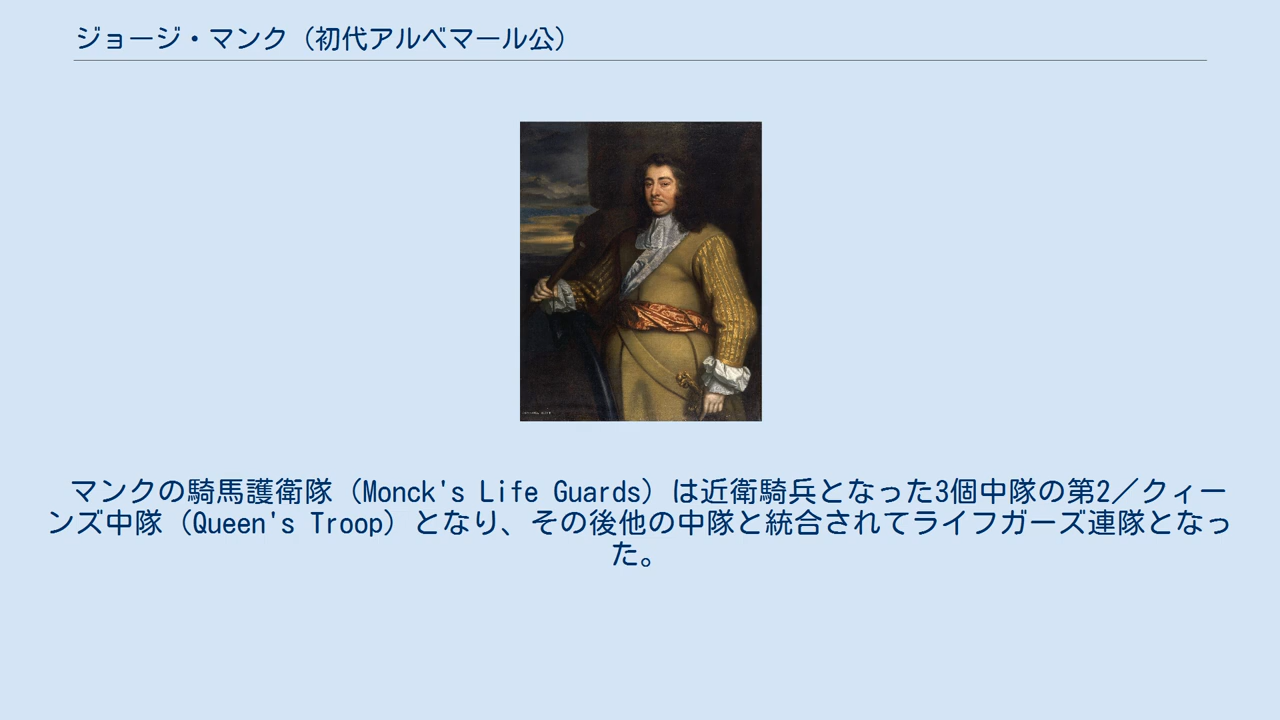 ジョージ・マンク（初代アルベマール公）
マンクの騎馬護衛隊（Monck's Life Guards）は近衛騎兵となった3個中隊の第2／クィー
ンズ中隊（Queen's Troop）となり、その後他の中隊と統合されてライフガーズ連隊となっ
た。